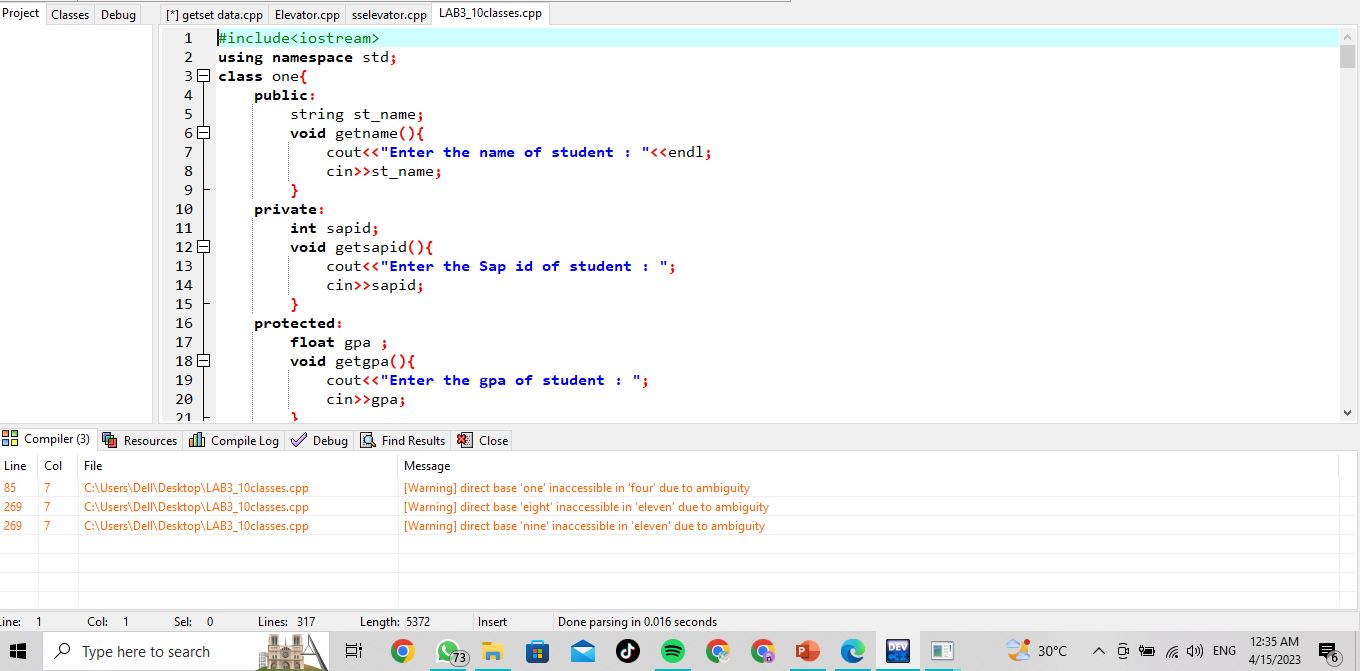 Project Classes Debug [*] getset data.cpp Elevator.cpp sselevator.cpp LAB3_10classes.cpp
1 #include<iostream>
2 using namespace std;
3 class one{
4 public:
5 string st_name;
6 void getname(){
7 cout<<"Enter the name of student : "<<endl;
8 cin>>st_name;
9 }
10 private:
11 int sapid;
12 void getsapid(){
13 cout<<"Enter the Sap id of student : ";
14 cin>>sapid;
15 }
16 protected:
17 float gpa ;
18 void getgpa(){
19 cout<<"Enter the gpa of student : ";
20 cin>>gpa;
21 }
Compiler (3) Resources Compile Log Debug Find Results Close
Line Col File Message
85 7 C:\Users\Dell\Desktop\LAB3_10classes.cpp [Warning] direct base 'one' inaccessible in 'four' due to ambiguity
269 7 C:\Users\Dell\Desktop\LAB3_10classes.cpp [Warning] direct base 'eight' inaccessible in 'eleven' due to ambiguity
269 7 C:\Users\Dell\Desktop\LAB3_10classes.cpp [Warning] direct base 'nine' inaccessible in 'eleven' due to ambiguity
ine: 1 Col: 1 Sel: 0 Lines: 317 Length: 5372 Insert Done parsing in 0.016 seconds
Type here to search 73 DEV 30°C ENG 12:35 AM 6
4/15/2023